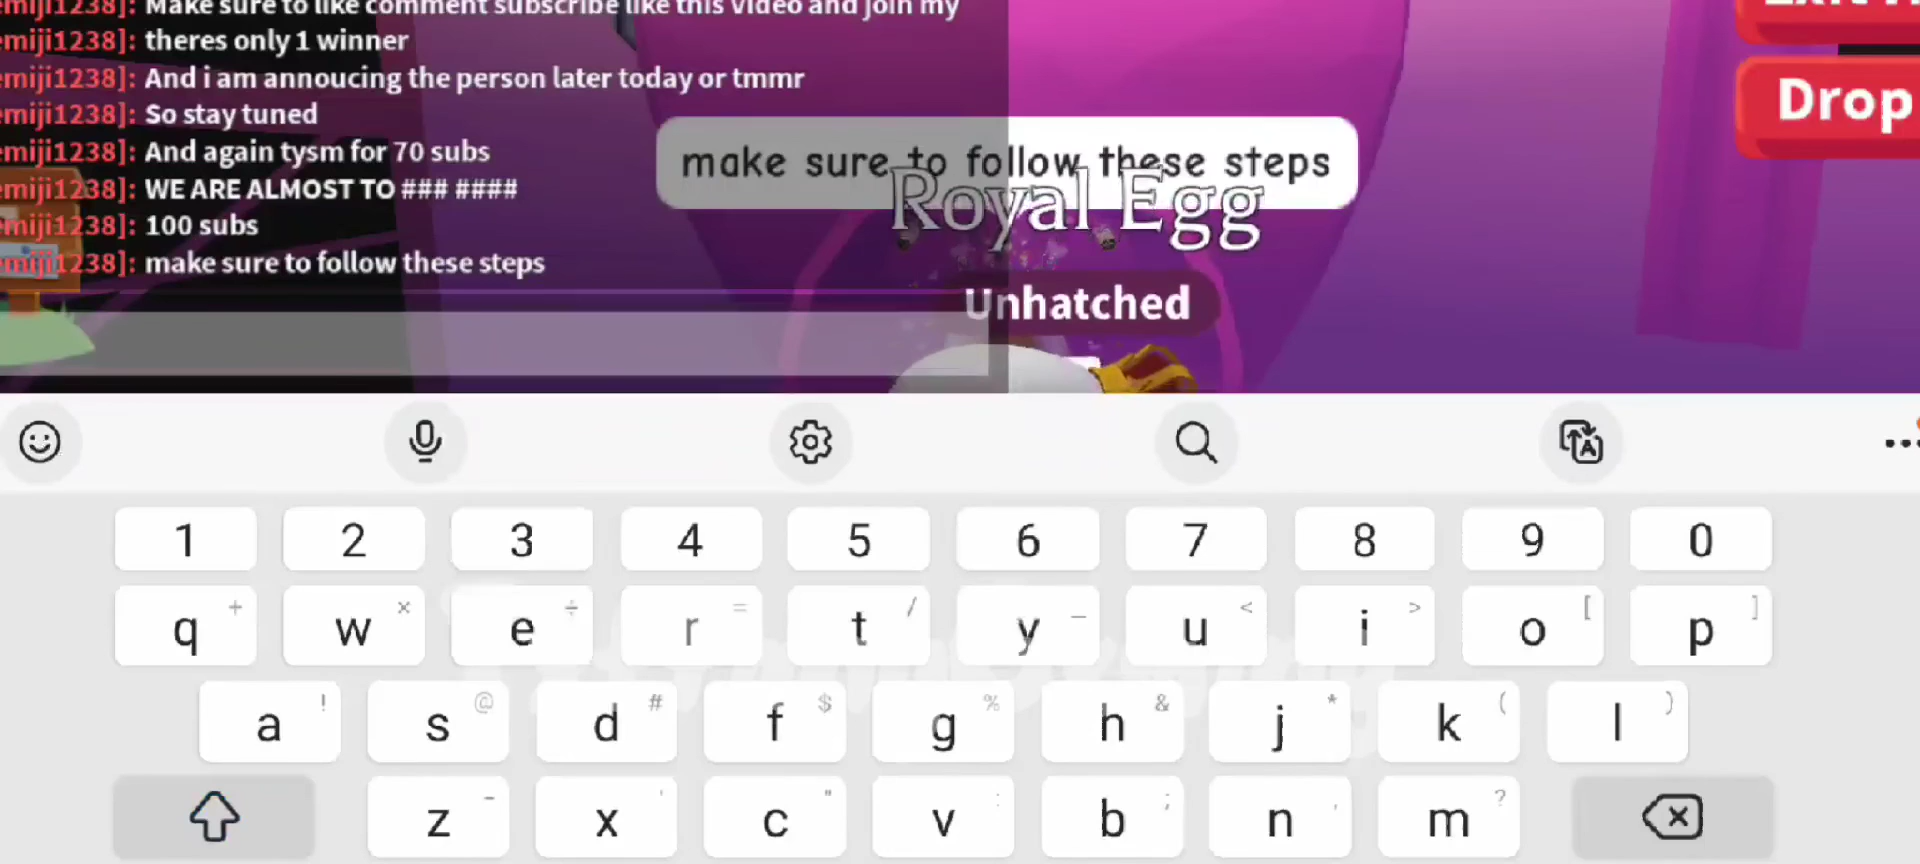 emiji1238]: Make sure to like comment subscribe like this video and join my
emiji1238]: theres only 1 winner
emiji1238]: And i am annoucing the person later today or tmmr
emiji1238]: So stay tuned
emiji1238]: And again tysm for 70 subs
emiji1238]: WE ARE ALMOST TO ### ####
emiji1238]: 100 subs
emiji1238]: make sure to follow these steps
Drop
make sure to follow these steps
Royal Egg
Unhatched
1 2 3 4 5 6 7 8 9 0
q + w × e ÷ r = t / y _ u < i > o [ p ]
a ! s @ d # f $ g % h & j * k ( l )
z - x ' c " v : b ; n , m ?